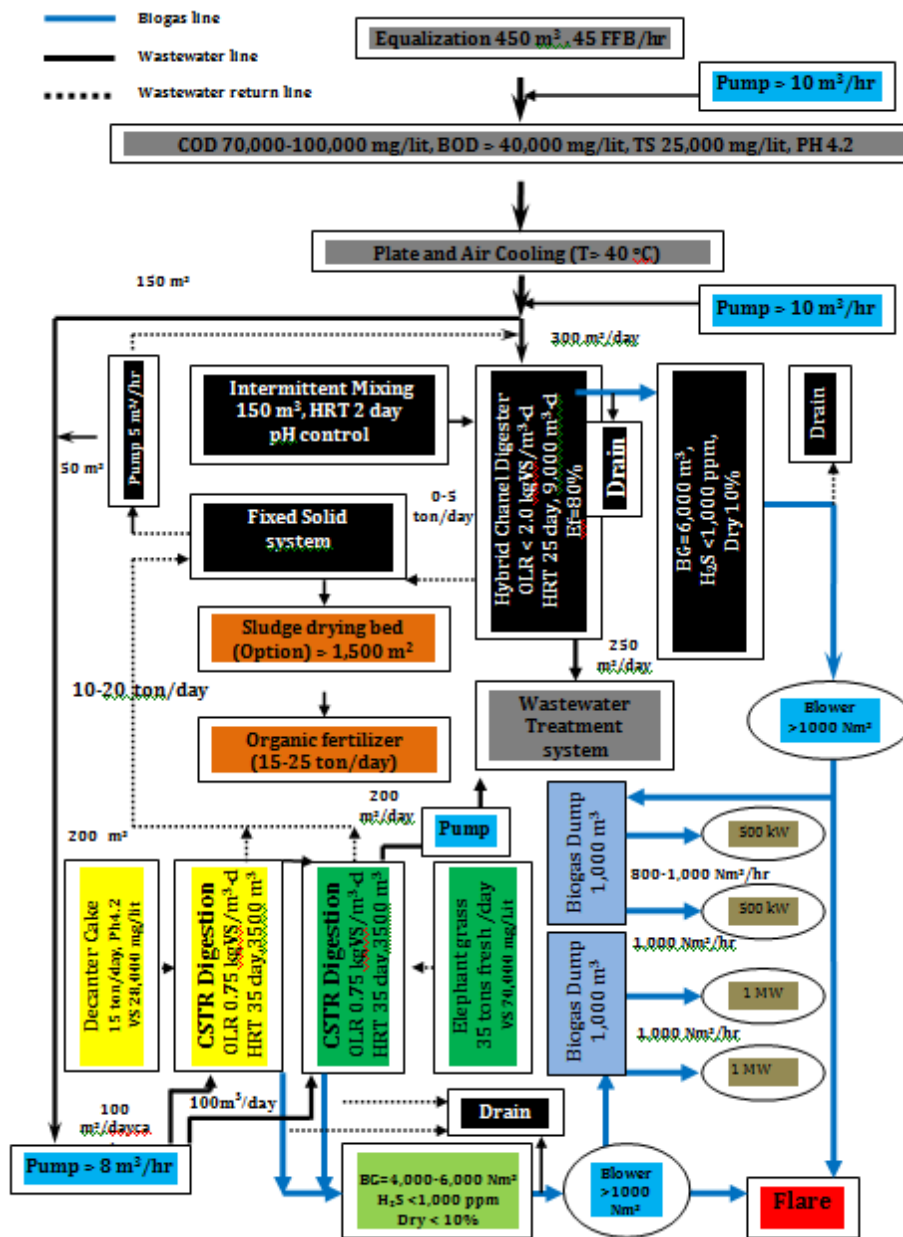 Biogas line
Wastewater line
Wastewater return line
Equalization 450 m³ , 45 FFB/hr
Pump > 10 m³/hr
COD 70,000-100,000 mg/lit, BOD > 40,000 mg/lit, TS 25,000 mg/lit, PH 4.2
Plate and Air Cooling (T> 40 °C)
150 m³
Pump > 10 m³/hr
300 m³/day
Pump 5 m³/hr
50 m³
Intermittent Mixing
150 m³, HRT 2 day
pH control
Hybrid Chanel Digester
OLR < 2.0 kgVS/m³-d
HRT 25 day, 9,000 m³-d
Ef=80%
Drain
BG=6,000 m³,
H₂S <1,000 ppm,
Dry 10%
Drain
0-5
ton/day
Fixed Solid
system
Sludge drying bed
(Option) > 1,500 m²
250
m³/day
10-20 ton/day
Wastewater
Treatment
system
Blower
>1000 Nm³
Organic fertilizer
(15-25 ton/day)
200
m³/day
Pump
200 m³
Biogas Dump
1,000 m³
500 kW
800-1,000 Nm³/hr
500 kW
1,000 Nm³/hr
Decanter Cake
15 ton/day, Ph4.2
VS 28,000 mg/lit
CSTR Digestion
OLR 0.75 kgVS/m³-d
HRT 35 day,3500 m³
CSTR Digestion
OLR 0.75 kgVS/m³-d
HRT 35 day,3500 m³
Elephant grass
35 tons fresh /day
VS 70,000 mg/Lit
Biogas Dump
1,000 m³
1 MW
1,000 Nm³/hr
1 MW
100
m³/dayca
100m³/day
Pump > 8 m³/hr
Drain
BG=4,000-6,000 Nm³
H₂S <1,000 ppm
Dry < 10%
Blower
>1000
Nm³
Flare